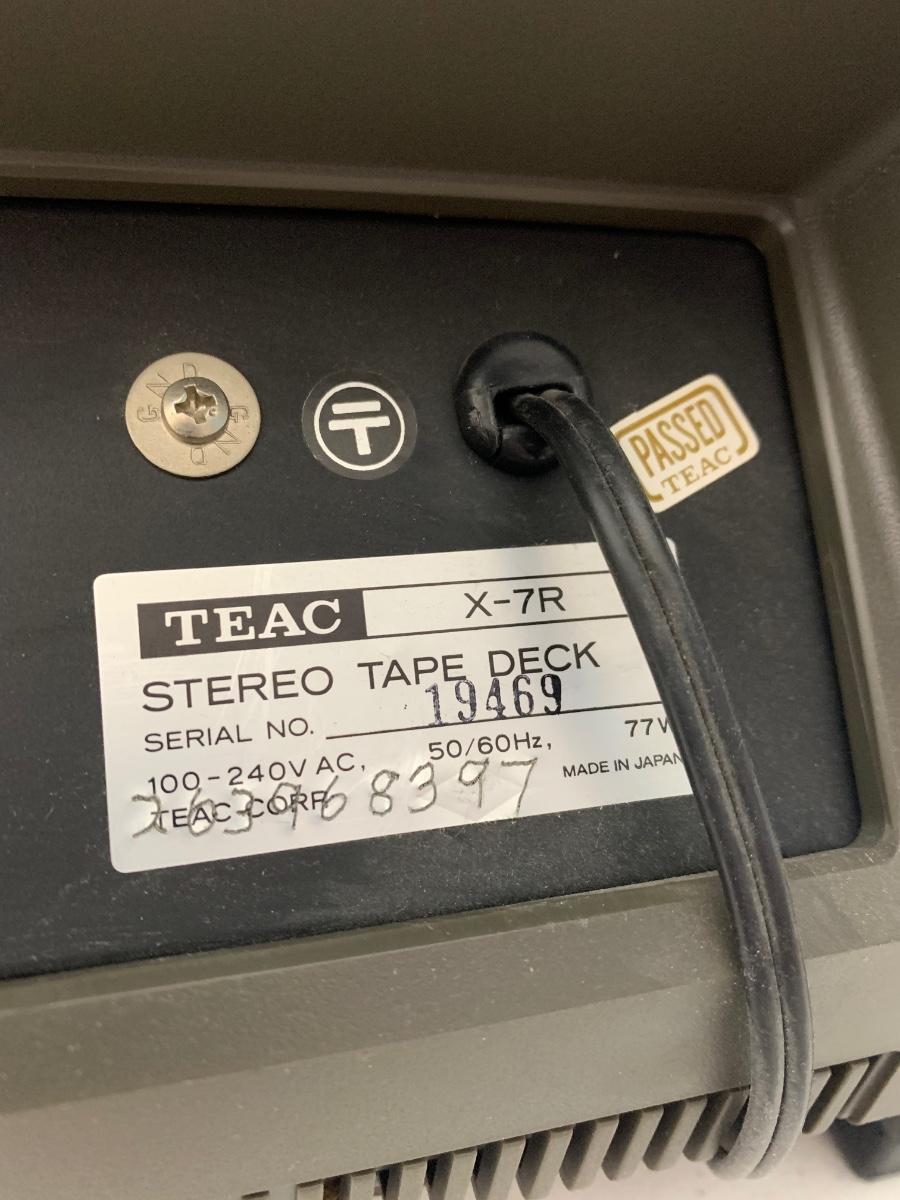 GND GND
〒
PASSED
TEAC
TEAC X-7R
STEREO TAPE DECK
SERIAL NO. 19469
100-240V AC, 50/60Hz, 77W
TEAC CORP. MADE IN JAPAN